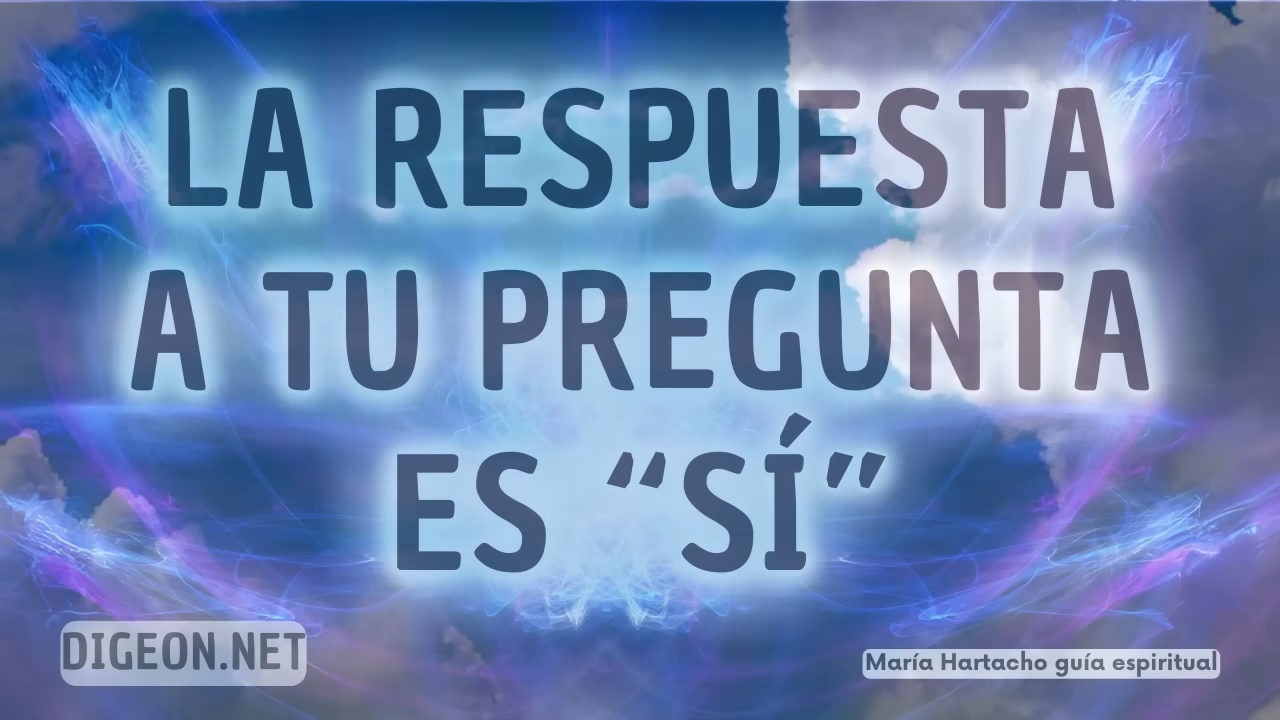 LA RESPUESTA
A TU PREGUNTA
ES “SÍ”
DIGEON.NET
María Hartacho guía espiritual